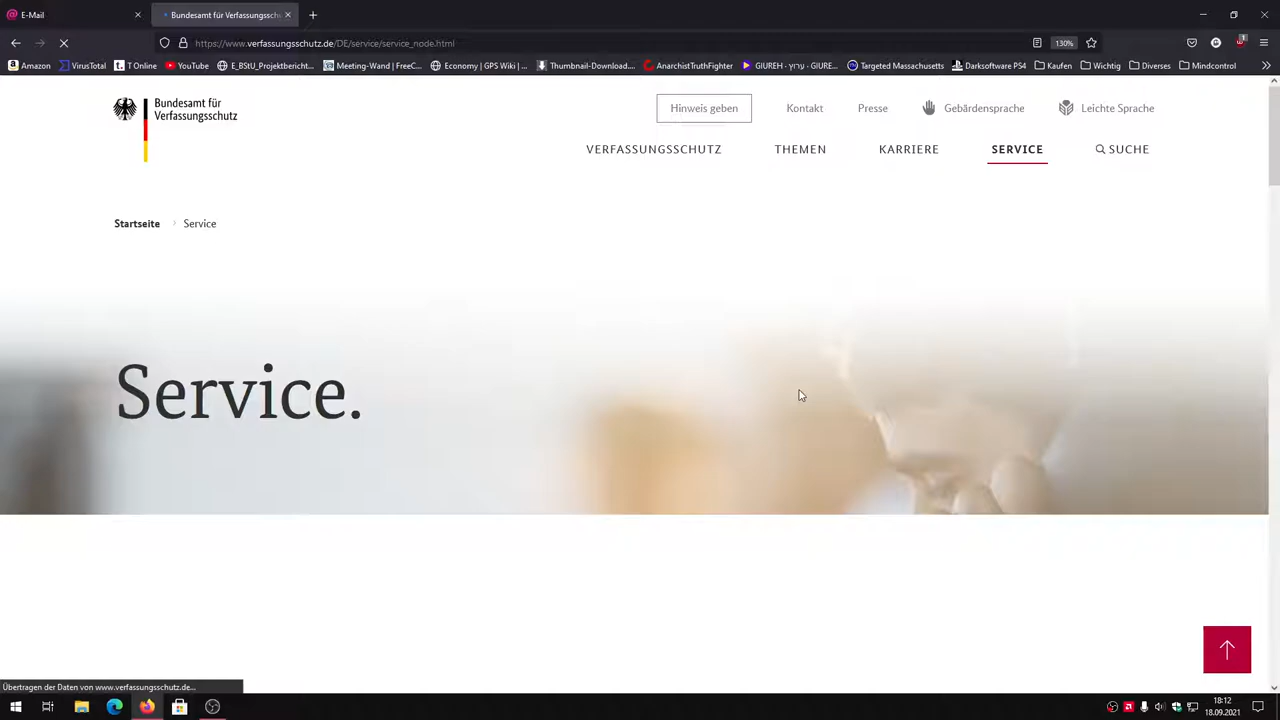 E-Mail
Bundesamt für Verfassungssch
https://www.verfassungsschutz.de/DE/service/service_node.html
130%
Amazon
VirusTotal
T Online
YouTube
E_BStU_Projektbericht...
Meeting-Wand | FreeC...
Economy | GPS Wiki | ...
Thumbnail-Download....
AnarchistTruthFighter
GIUREH - גיורא - GIURE...
Targeted Massachusetts
Darksoftware PS4
Kaufen
Wichtig
Diverses
Mindcontrol
Bundesamt für
Verfassungsschutz
Hinweis geben
Kontakt
Presse
Gebärdensprache
Leichte Sprache
VERFASSUNGSSCHUTZ
THEMEN
KARRIERE
SERVICE
SUCHE
Startseite
Service
Service.
Übertragen der Daten von www.verfassungsschutz.de...
18:12
18.09.2021